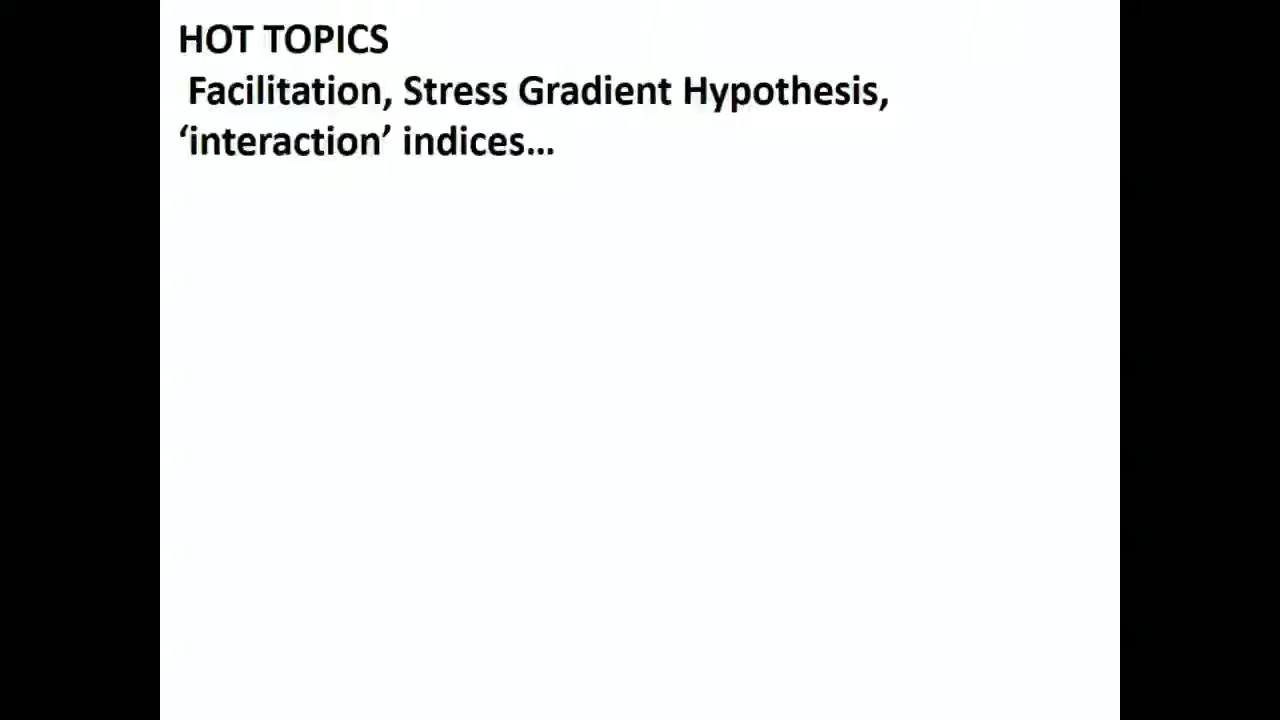 HOT TOPICS
Facilitation, Stress Gradient Hypothesis,
‘interaction’ indices…